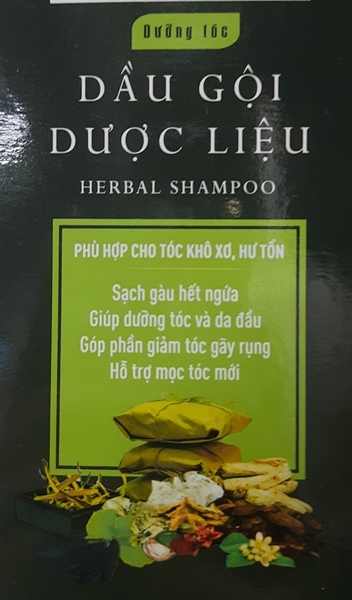 Dưỡng tóc
DẦU GỘI
DƯỢC LIỆU
HERBAL SHAMPOO
PHÙ HỢP CHO TÓC KHÔ XƠ, HƯ TỔN
Sạch gàu hết ngứa
Giúp dưỡng tóc và da đầu
Góp phần giảm tóc gãy rụng
Hỗ trợ mọc tóc mới